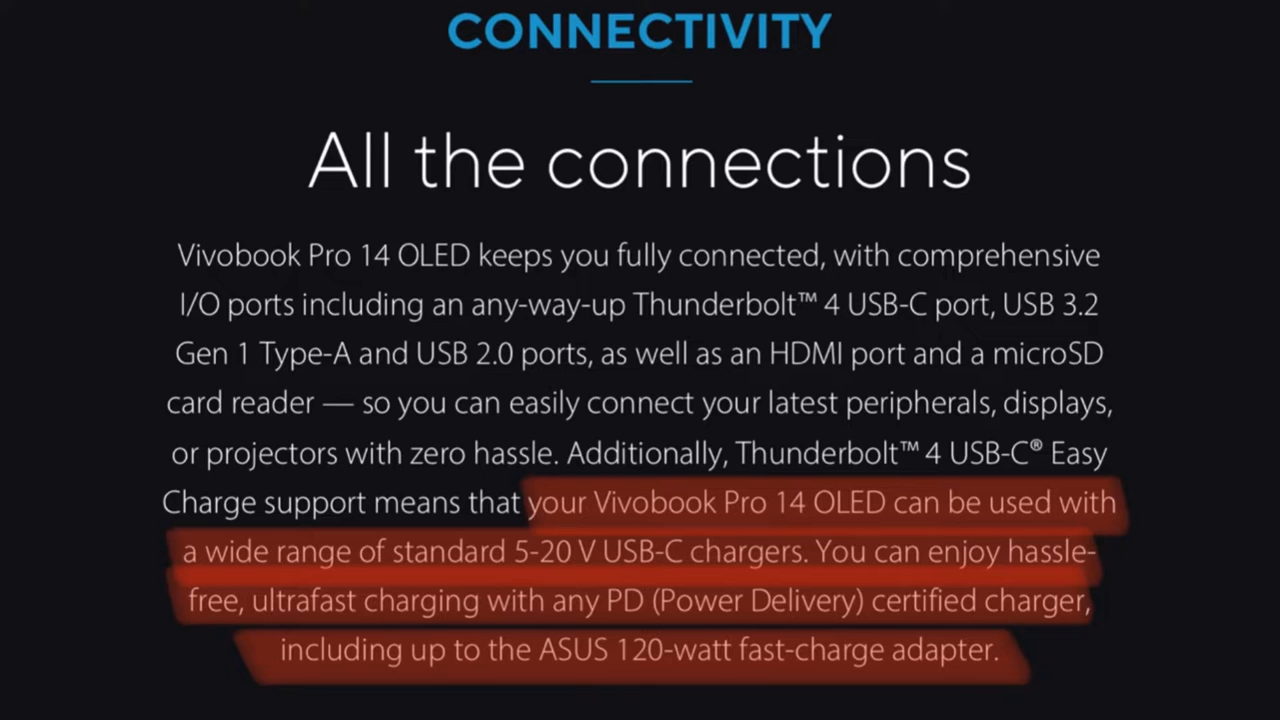 CONNECTIVITY
All the connections
Vivobook Pro 14 OLED keeps you fully connected, with comprehensive
I/O ports including an any-way-up Thunderbolt™ 4 USB-C port, USB 3.2
Gen 1 Type-A and USB 2.0 ports, as well as an HDMI port and a microSD
card reader — so you can easily connect your latest peripherals, displays,
or projectors with zero hassle. Additionally, Thunderbolt™ 4 USB-C® Easy
Charge support means that your Vivobook Pro 14 OLED can be used with
a wide range of standard 5-20 V USB-C chargers. You can enjoy hassle-
free, ultrafast charging with any PD (Power Delivery) certified charger,
including up to the ASUS 120-watt fast-charge adapter.